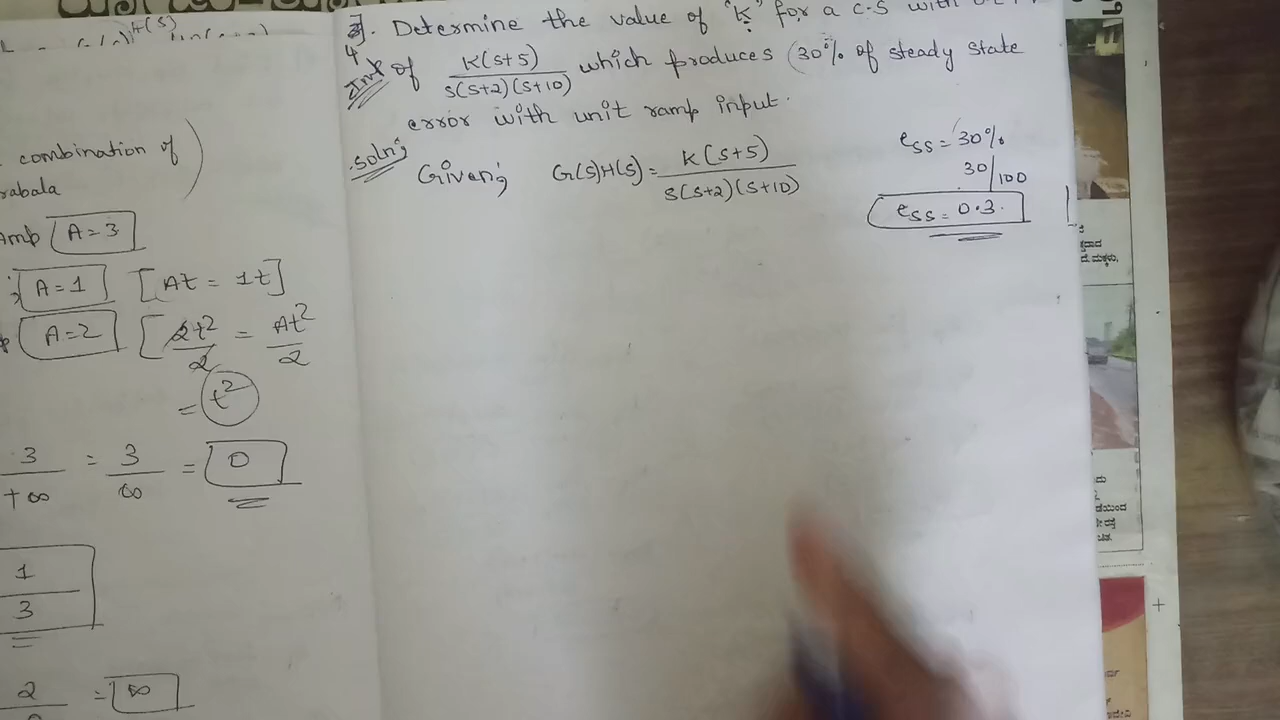 combination of
rabala
Amp A = 3
A = 1 [At = 1t]
A = 2 [2t²/2 = At²/2
= t²
3/+∞ = 3/∞ = 0
1/3
2 = ∞
4. Determine the value of "K" for a C.S with
Imp of K(s+5)/s(s+2)(s+10) which produces (30% of steady state
error with unit ramp input.
Soln; Given; G(s)H(s) = K(s+5)/s(s+2)(s+10)
ess = 30%
30/100
ess = 0.3